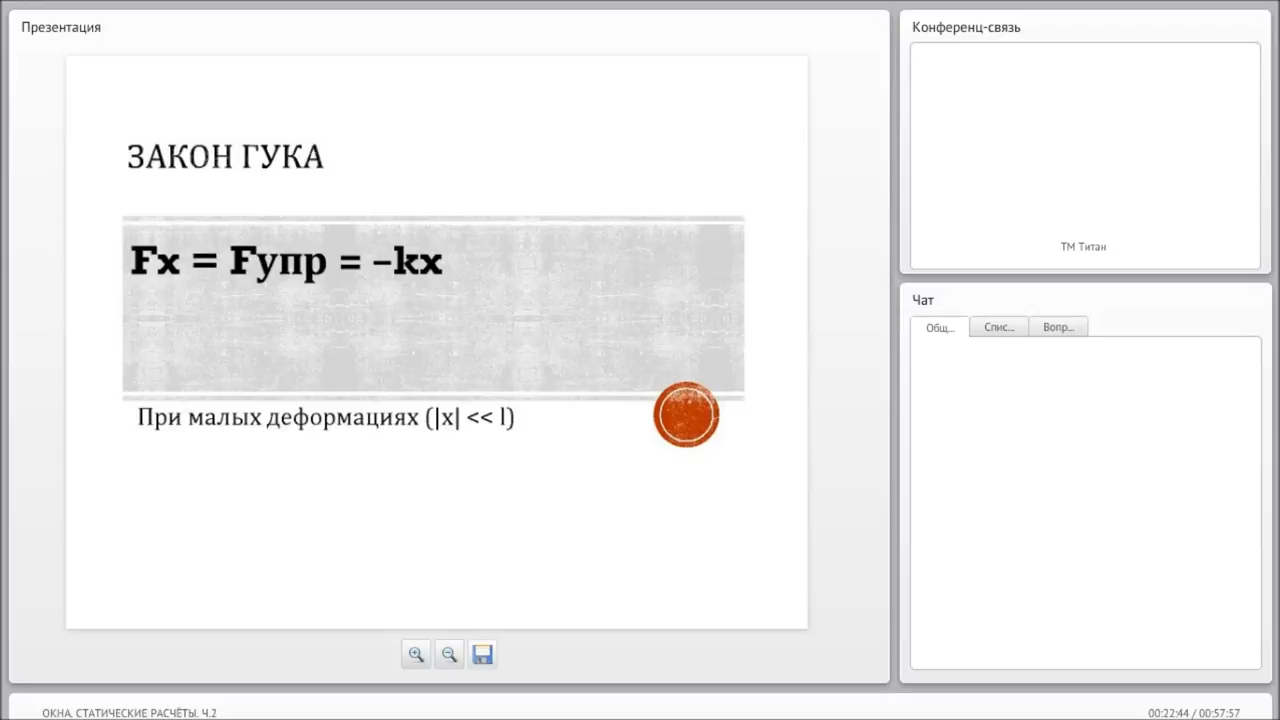 Презентация
ЗАКОН ГУКА
Fx = Fупр = –kx
При малых деформациях (|x| << l)
Конференц-связь
ТМ Титан
Чат
Общ... Спис... Вопр...
ОКНА. СТАТИЧЕСКИЕ РАСЧЁТЫ. Ч.2
00:22:44 / 00:57:57